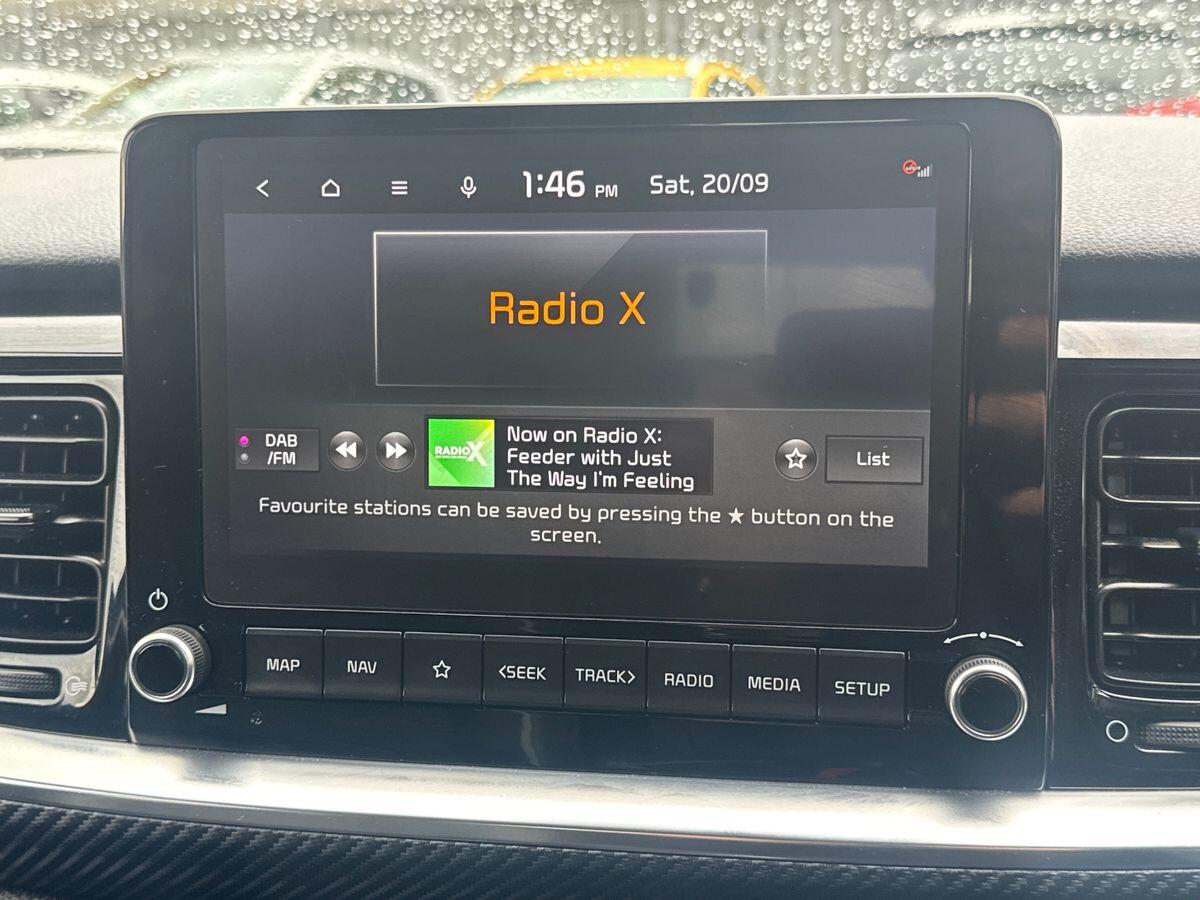 1:46 PM Sat, 20/09
Radio X
DAB
/FM
RADIO X
Now on Radio X:
Feeder with Just
The Way I'm Feeling
List
Favourite stations can be saved by pressing the ★ button on the
screen.
MAP NAV <SEEK TRACK> RADIO MEDIA SETUP